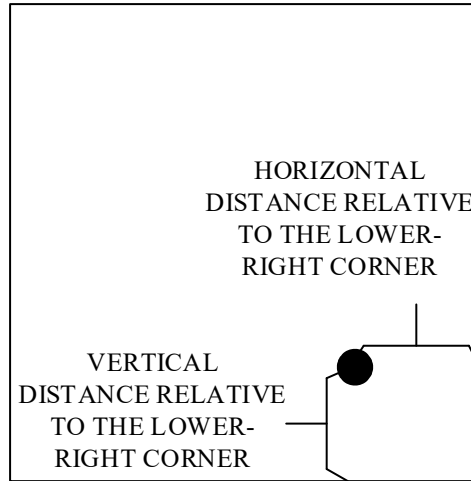 HORIZONTAL
DISTANCE RELATIVE
TO THE LOWER-
RIGHT CORNER
VERTICAL
DISTANCE RELATIVE
TO THE LOWER-
RIGHT CORNER